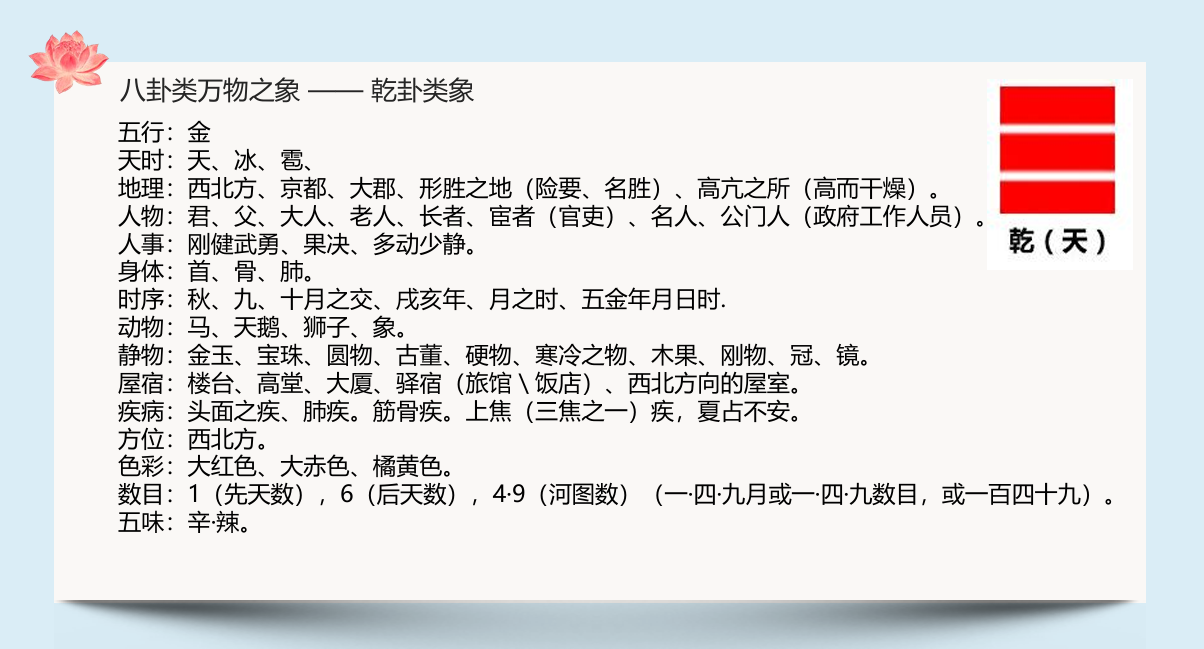 八卦类万物之象 —— 乾卦类象
五行：金
天时：天、冰、雹、
地理：西北方、京都、大郡、形胜之地（险要、名胜）、高亢之所（高而干燥）。
人物：君、父、大人、老人、长者、宦者（官吏）、名人、公门人（政府工作人员）。
人事：刚健武勇、果决、多动少静。
身体：首、骨、肺。
时序：秋、九、十月之交、戌亥年、月之时、五金年月日时.
动物：马、天鹅、狮子、象。
静物：金玉、宝珠、圆物、古董、硬物、寒冷之物、木果、刚物、冠、镜。
屋宿：楼台、高堂、大厦、驿宿（旅馆 \ 饭店）、西北方向的屋室。
疾病：头面之疾、肺疾。筋骨疾。上焦（三焦之一）疾，夏占不安。
方位：西北方。
色彩：大红色、大赤色、橘黄色。
数目：1（先天数），6（后天数），4·9（河图数）（一·四·九月或一·四·九数目，或一百四十九）。
五味：辛·辣。
乾（天）